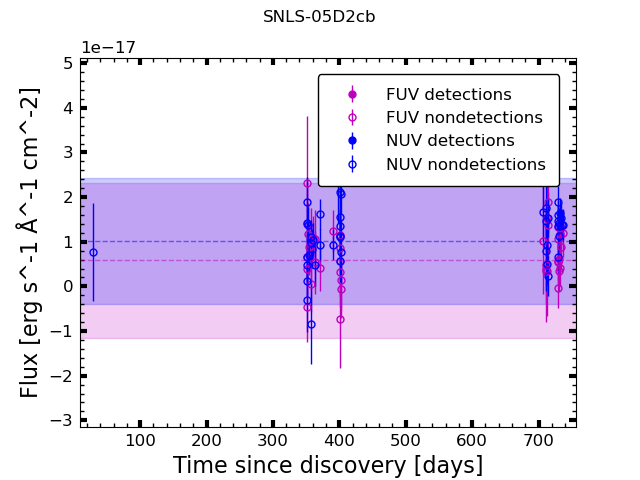 SNLS-05D2cb
1e−17
FUV detections
FUV nondetections
NUV detections
NUV nondetections
5
4
3
2
1
0
−1
−2
−3
Flux [erg s^-1 Å^-1 cm^-2]
100 200 300 400 500 600 700
Time since discovery [days]